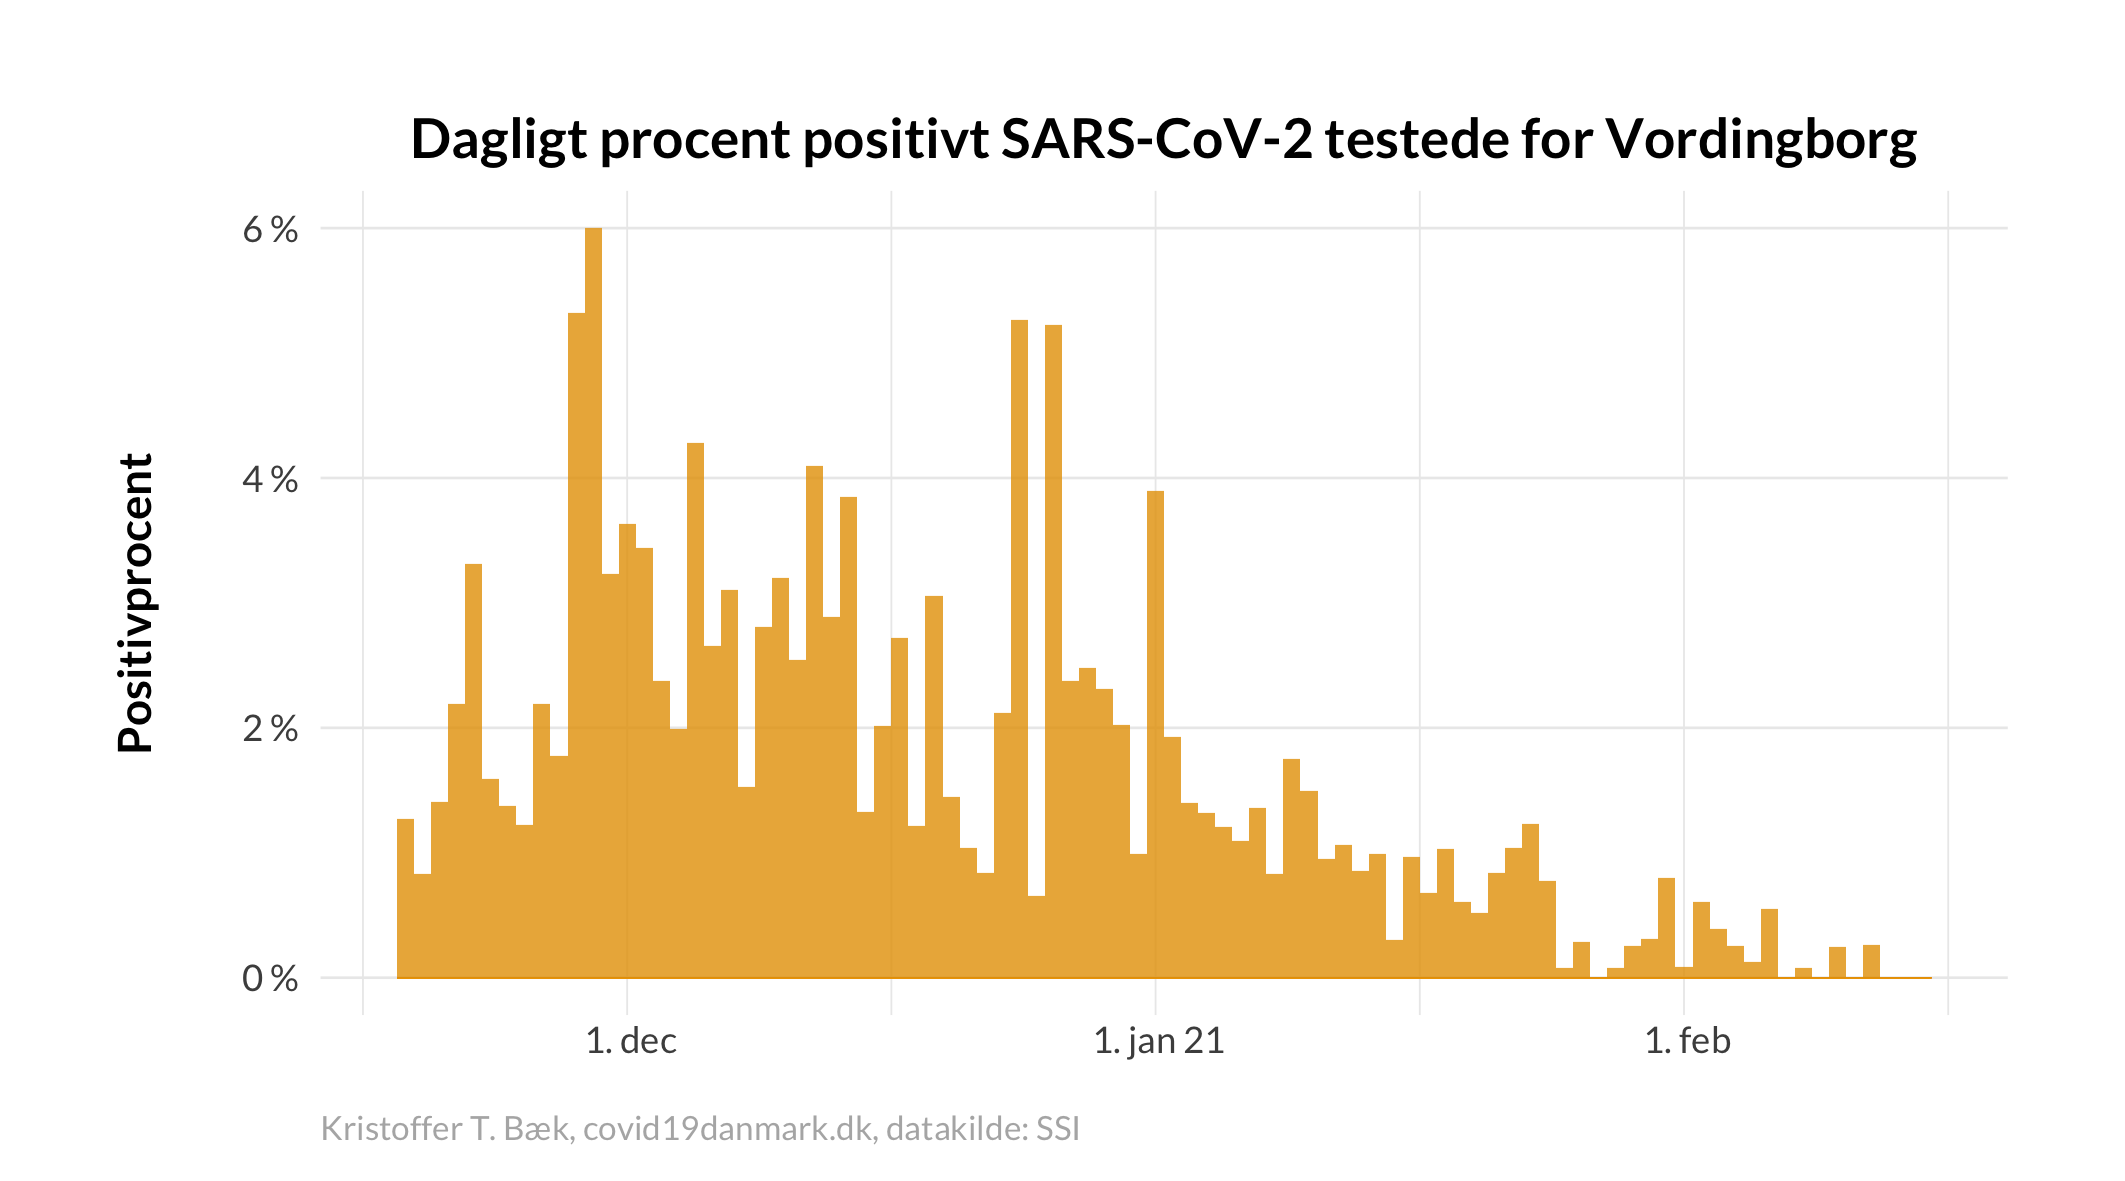 Dagligt procent positivt SARS-CoV-2 testede for Vordingborg
Positivprocent
6 %
4 %
2 %
0 %
1. dec
1. jan 21
1. feb
Kristoffer T. Bæk, covid19danmark.dk, datakilde: SSI